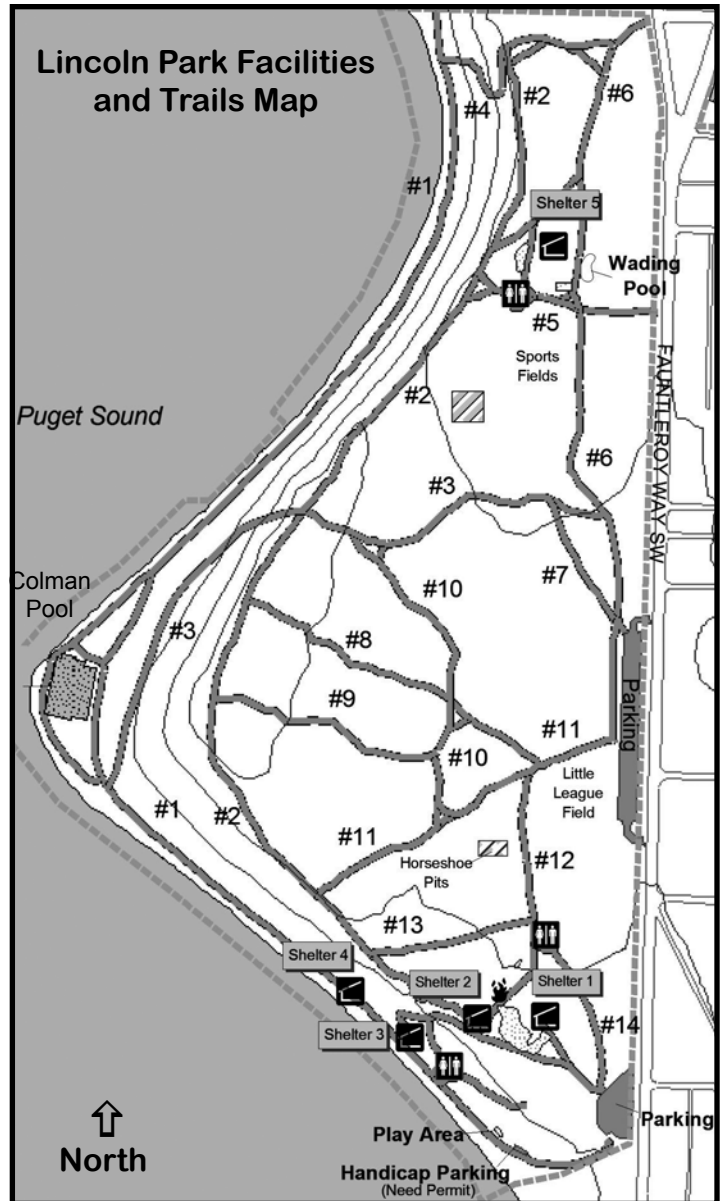 Lincoln Park Facilities
and Trails Map
#2
#6
#4
#1
Shelter 5
Wading
Pool
#5
Sports
Fields
#2
Puget Sound
FAUNTLEROY WAY SW
#6
#3
#7
Colman
Pool
#10
#3
#8
Parking
#9
#11
#10
Little
League
Field
#1
#2
#11
Horseshoe
Pits
#12
#13
Shelter 4
Shelter 2
Shelter 1
Shelter 3
#14
Parking
Play Area
North
Handicap Parking
(Need Permit)